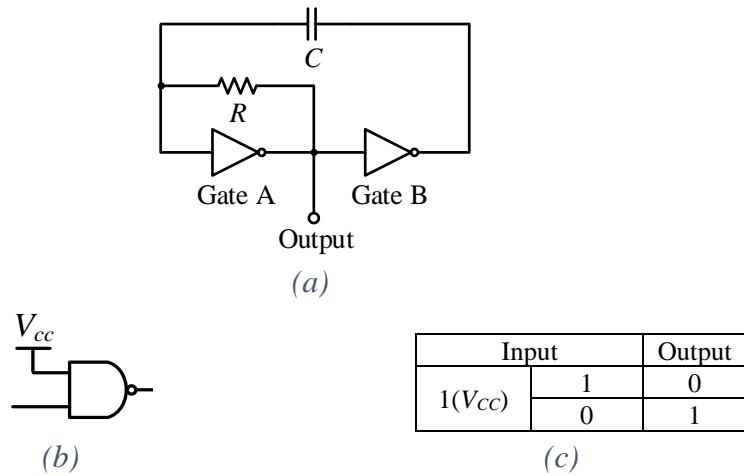 C
R
Gate A Gate B
Output
(a)
Vcc
Input Output
1(VCC) 1 0
0 1
(b) (c)